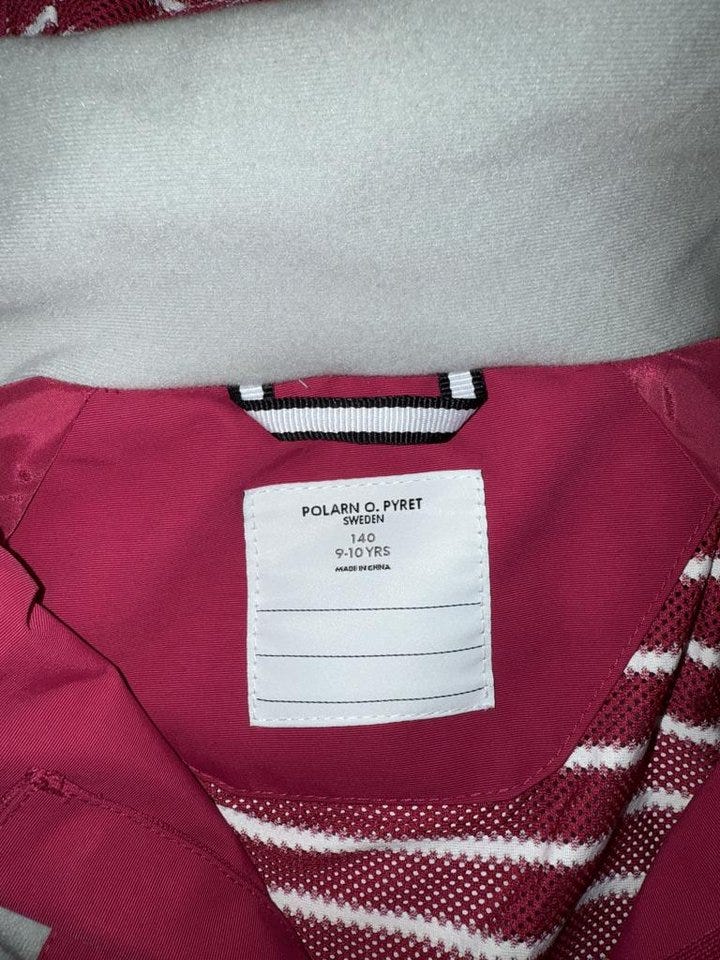 POLARN O. PYRET
SWEDEN
140
9-10 YRS
MADE IN CHINA